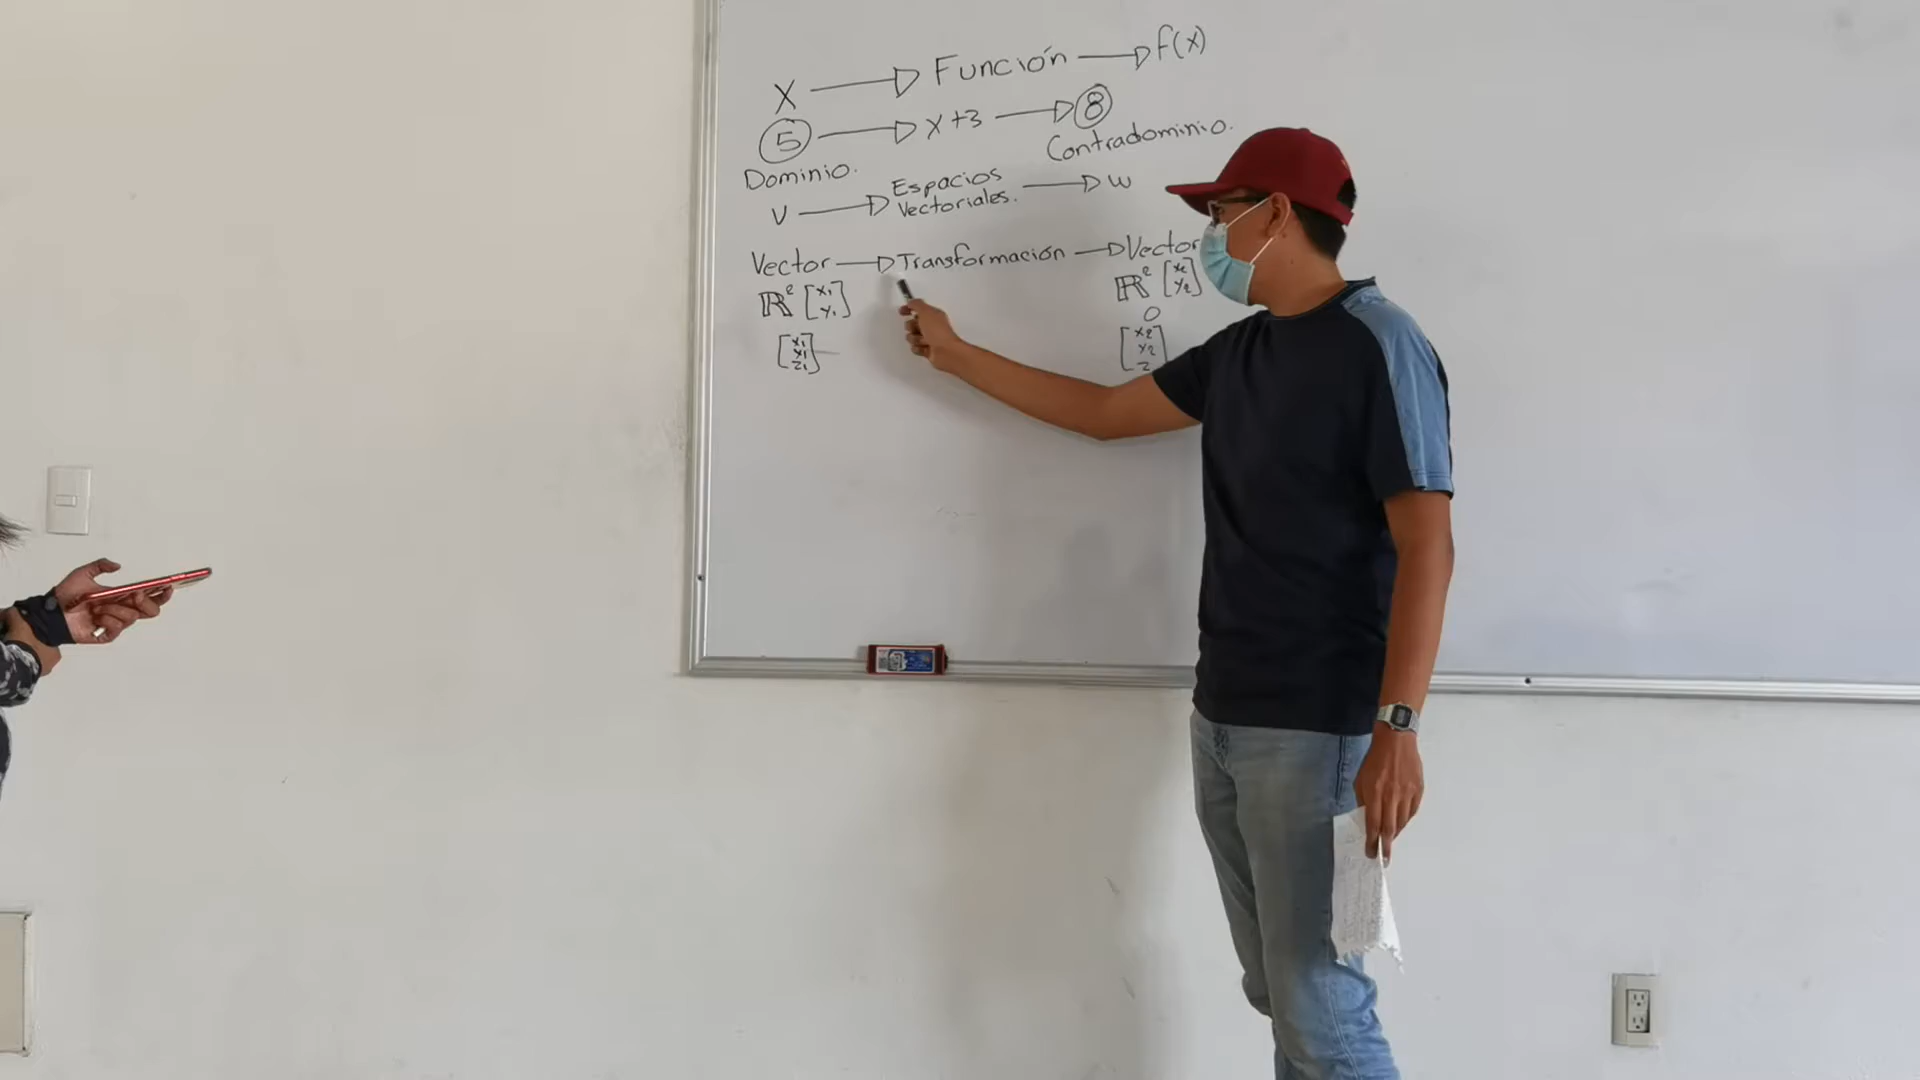 X → Función → f(x)
5 → X+3 → 8
Dominio. Contradominio.
V → Espacios Vectoriales. → W
Vector → Transformación → Vector
ℝ² [x₁ y₁] ℝ² [x₂ y₂]
o
[x₁ y₁ z₁] [x₂ y₂ z